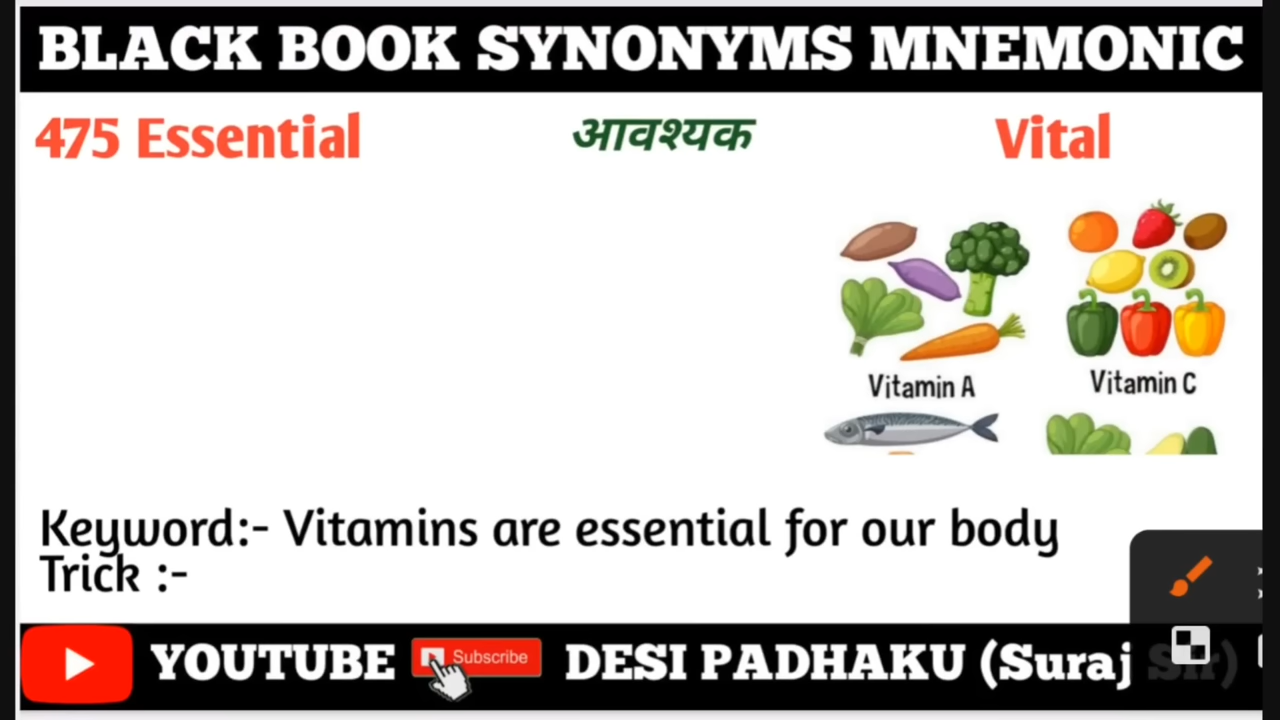 BLACK BOOK SYNONYMS MNEMONIC
475 Essential आवश्यक Vital
Vitamin A Vitamin C
Keyword:- Vitamins are essential for our body
Trick :-
YOUTUBE Subscribe DESI PADHAKU (Suraj Sir)